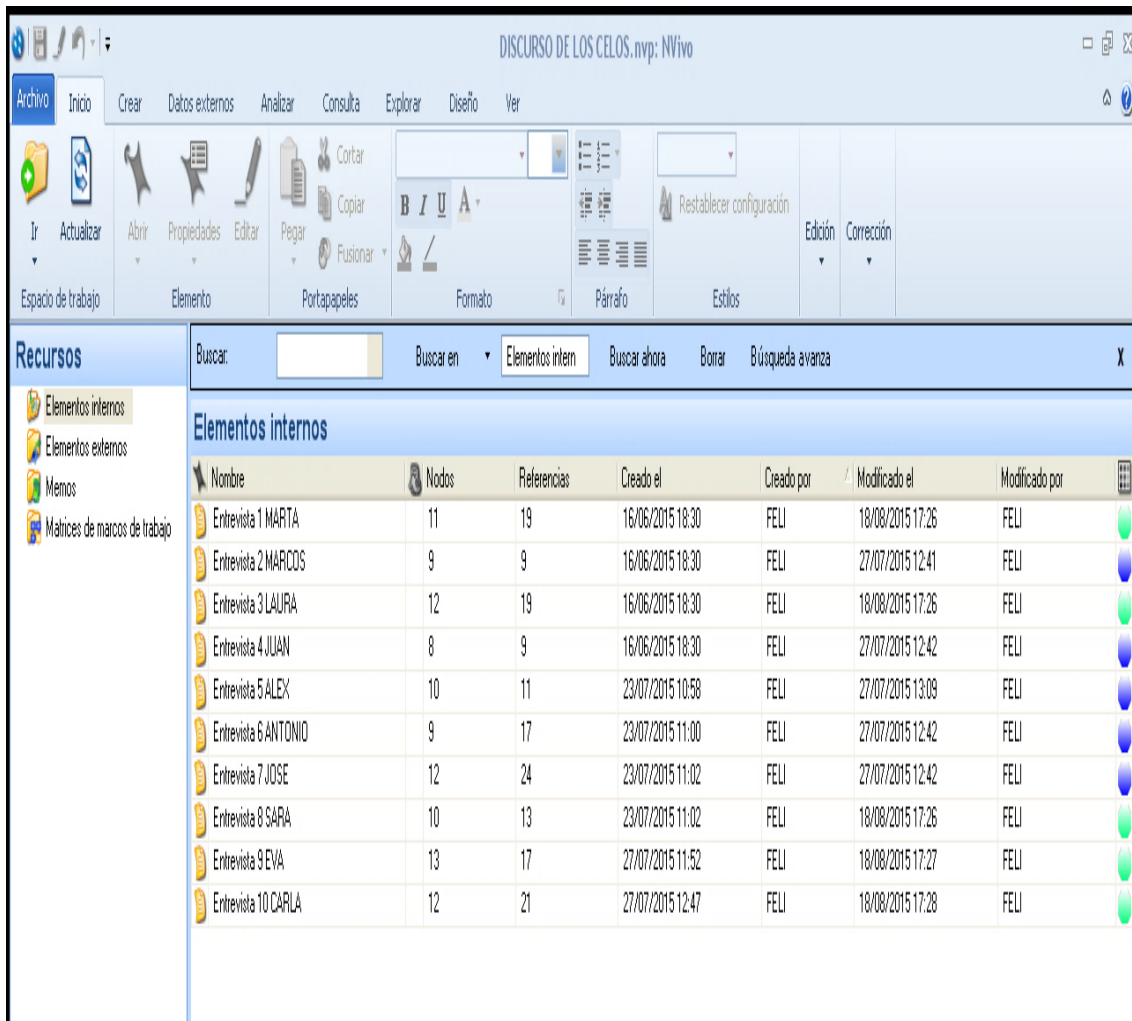 DISCURSO DE LOS CELOS.nvp: NVivo
Archivo Inicio Crear Datos externos Analizar Consulta Explorar Diseño Ver
Cortar
Copiar
Fusionar
B I U A
Restablecer configuración
Ir Actualizar Abrir Propiedades Editar Pegar Edición Corrección
Espacio de trabajo Elemento Portapapeles Formato Párrafo Estilos
Recursos
Elementos internos
Elementos externos
Memos
Matrices de marcos de trabajo
Buscar: Buscar en Elementos intern Buscar ahora Borrar Búsqueda avanza X
Elementos internos
Nombre Nodos Referencias Creado el Creado por Modificado el Modificado por
Entrevista 1 MARTA 11 19 16/06/2015 18:30 FELI 18/08/2015 17:26 FELI
Entrevista 2 MARCOS 9 9 16/06/2015 18:30 FELI 27/07/2015 12:41 FELI
Entrevista 3 LAURA 12 19 16/06/2015 18:30 FELI 18/08/2015 17:26 FELI
Entrevista 4 JUAN 8 9 16/06/2015 18:30 FELI 27/07/2015 12:42 FELI
Entrevista 5 ALEX 10 11 23/07/2015 10:58 FELI 27/07/2015 13:09 FELI
Entrevista 6 ANTONIO 9 17 23/07/2015 11:00 FELI 27/07/2015 12:42 FELI
Entrevista 7 JOSE 12 24 23/07/2015 11:02 FELI 27/07/2015 12:42 FELI
Entrevista 8 SARA 10 13 23/07/2015 11:02 FELI 18/08/2015 17:26 FELI
Entrevista 9 EVA 13 17 27/07/2015 11:52 FELI 18/08/2015 17:27 FELI
Entrevista 10 CARLA 12 21 27/07/2015 12:47 FELI 18/08/2015 17:28 FELI